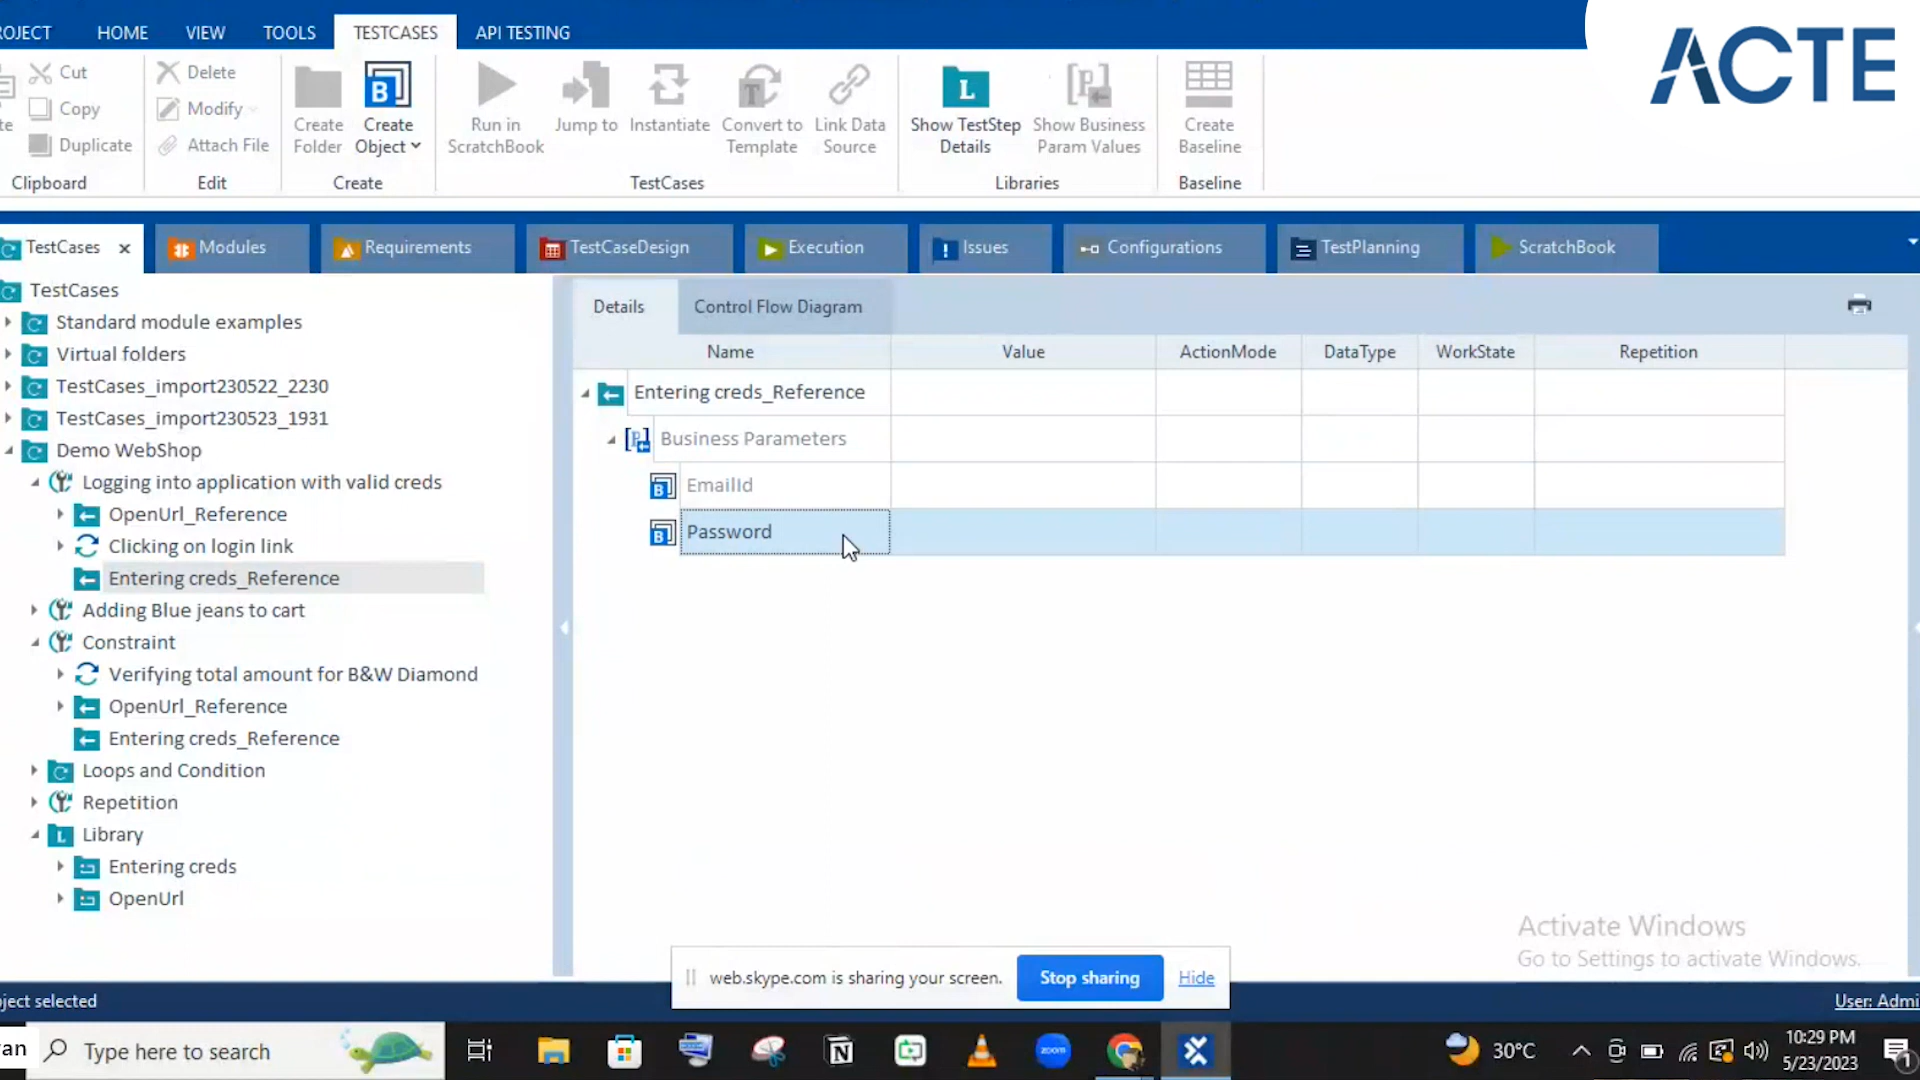 ROJECT
HOME
VIEW
TOOLS
TESTCASES
API TESTING
ACTE
Cut
Copy
Duplicate
Clipboard
Delete
Modify
Attach File
Edit
Create Folder
Create Object
Create
Run in ScratchBook
Jump to
Instantiate
Convert to Template
Link Data Source
TestCases
Show TestStep Details
Show Business Param Values
Libraries
Create Baseline
Baseline
TestCases
Modules
Requirements
TestCaseDesign
Execution
Issues
Configurations
TestPlanning
ScratchBook
TestCases
Standard module examples
Virtual folders
TestCases_import230522_2230
TestCases_import230523_1931
Demo WebShop
Logging into application with valid creds
OpenUrl_Reference
Clicking on login link
Entering creds_Reference
Adding Blue jeans to cart
Constraint
Verifying total amount for B&W Diamond
OpenUrl_Reference
Entering creds_Reference
Loops and Condition
Repetition
Library
Entering creds
OpenUrl
Details
Control Flow Diagram
Name
Value
ActionMode
DataType
WorkState
Repetition
Entering creds_Reference
Business Parameters
EmailId
Password
Activate Windows
Go to Settings to activate Windows.
web.skype.com is sharing your screen.
Stop sharing
Hide
ject selected
User: Admi
van
Type here to search
zoom
30°C
10:29 PM
5/23/2023
1